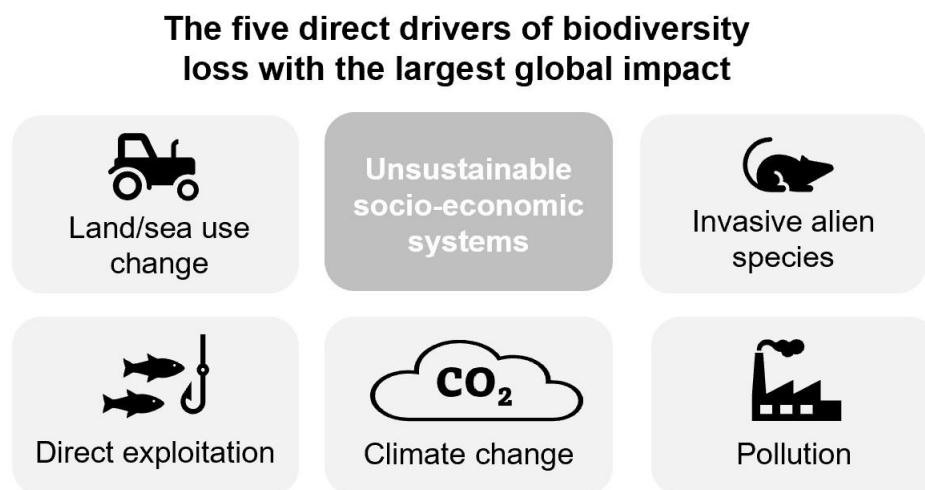 The five direct drivers of biodiversity
loss with the largest global impact
Land/sea use
change
Unsustainable
socio-economic
systems
Invasive alien
species
Direct exploitation
CO₂
Climate change
Pollution